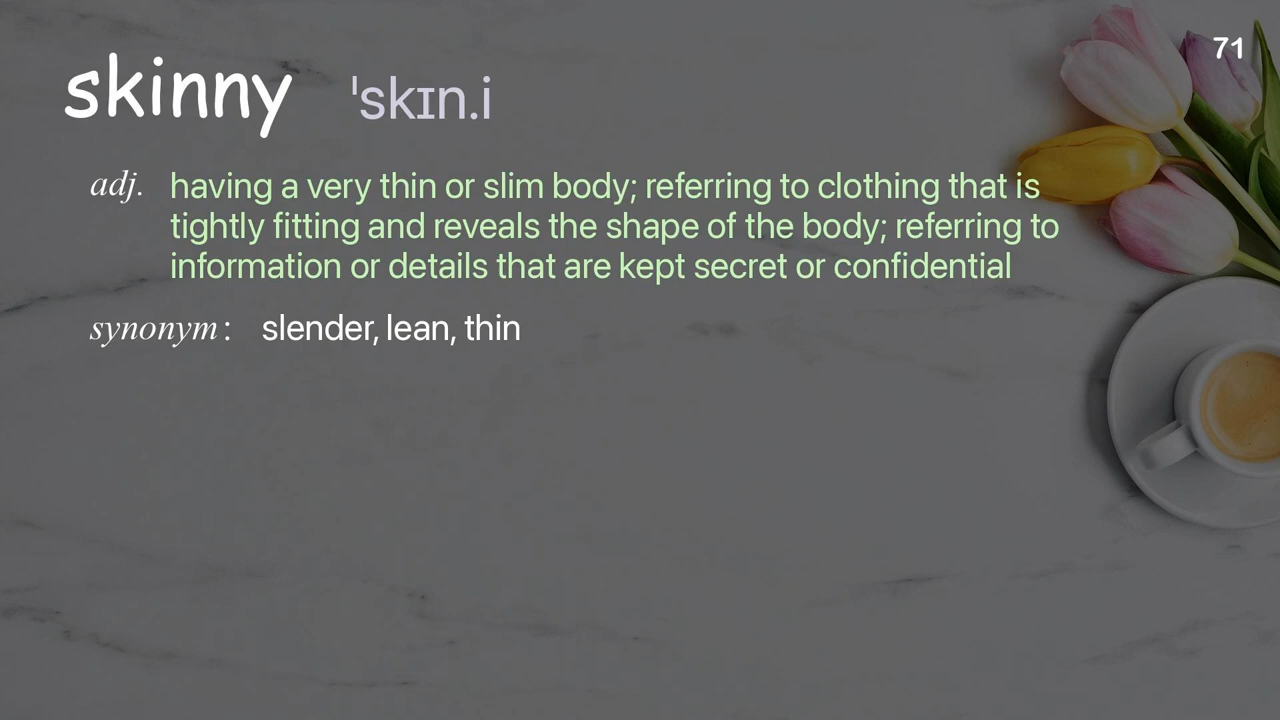 71
skinny ˈskɪn.i
adj. having a very thin or slim body; referring to clothing that is
tightly fitting and reveals the shape of the body; referring to
information or details that are kept secret or confidential
synonym: slender, lean, thin